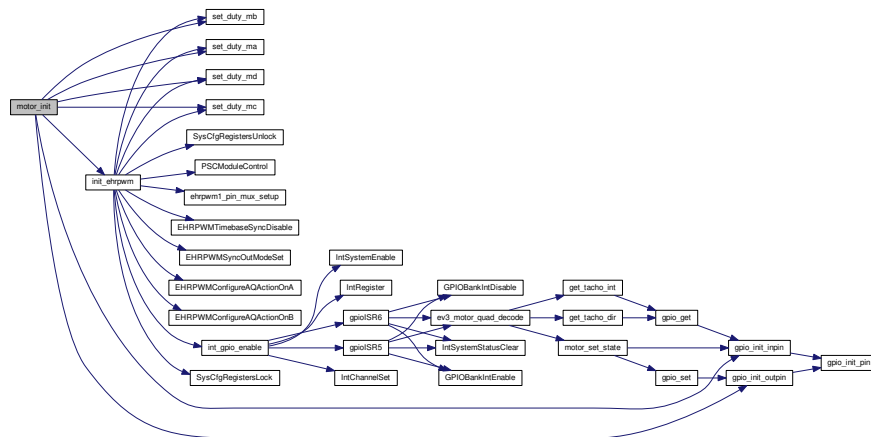 set_duty_mb
set_duty_ma
set_duty_md
motor_init
set_duty_mc
SysCfgRegistersUnlock
PSCModuleControl
init_ehrpwm
ehrpwm1_pin_mux_setup
EHRPWMTimebaseSyncDisable
EHRPWMSyncOutModeSet
IntSystemEnable
EHRPWMConfigureAQActionOnA
IntRegister
GPIOBankIntDisable
get_tacho_int
EHRPWMConfigureAQActionOnB
gpioISR6
ev3_motor_quad_decode
get_tacho_dir
gpio_get
int_gpio_enable
gpioISR5
IntSystemStatusClear
motor_set_state
gpio_init_inpin
gpio_init_pin
SysCfgRegistersLock
IntChannelSet
GPIOBankIntEnable
gpio_set
gpio_init_outpin